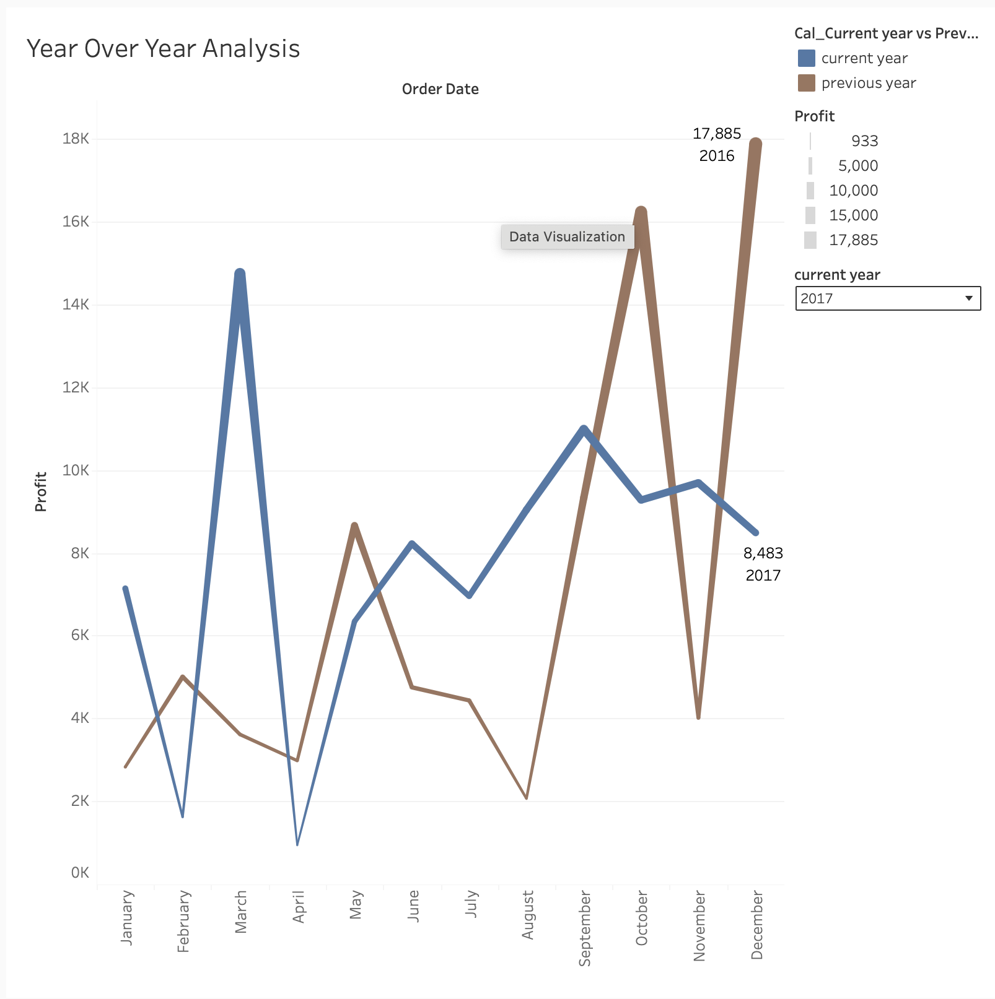 Year Over Year Analysis
Order Date
18K
16K
14K
12K
10K
8K
6K
4K
2K
0K
Profit
17,885
2016
Data Visualization
8,483
2017
January
February
March
April
May
June
July
August
September
October
November
December
Cal_Current year vs Prev...
current year
previous year
Profit
933
5,000
10,000
15,000
17,885
current year
2017